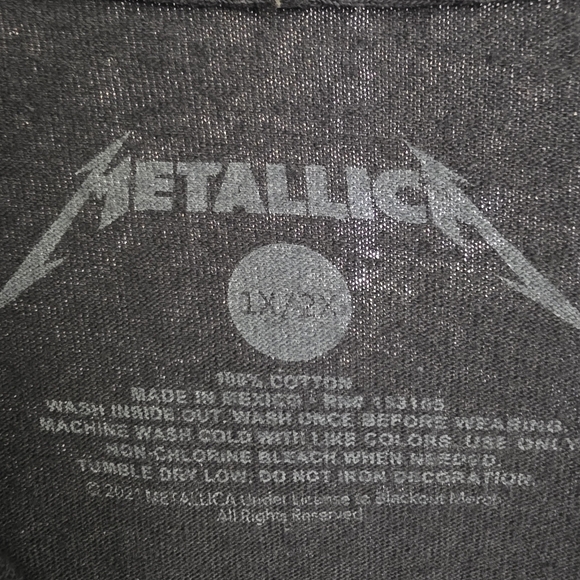 METALLICA
1X/2X
100% COTTON
MADE IN MEXICO RN#
WASH INSIDE OUT. WASH ONCE BEFORE WEARING.
MACHINE WASH COLD WITH LIKE COLORS. USE ONLY
NON-CHLORINE BLEACH WHEN NEEDED.
TUMBLE DRY LOW. DO NOT IRON DECORATION.
© 2021 METALLICA Under License to Blackout Merch
All Rights Reserved